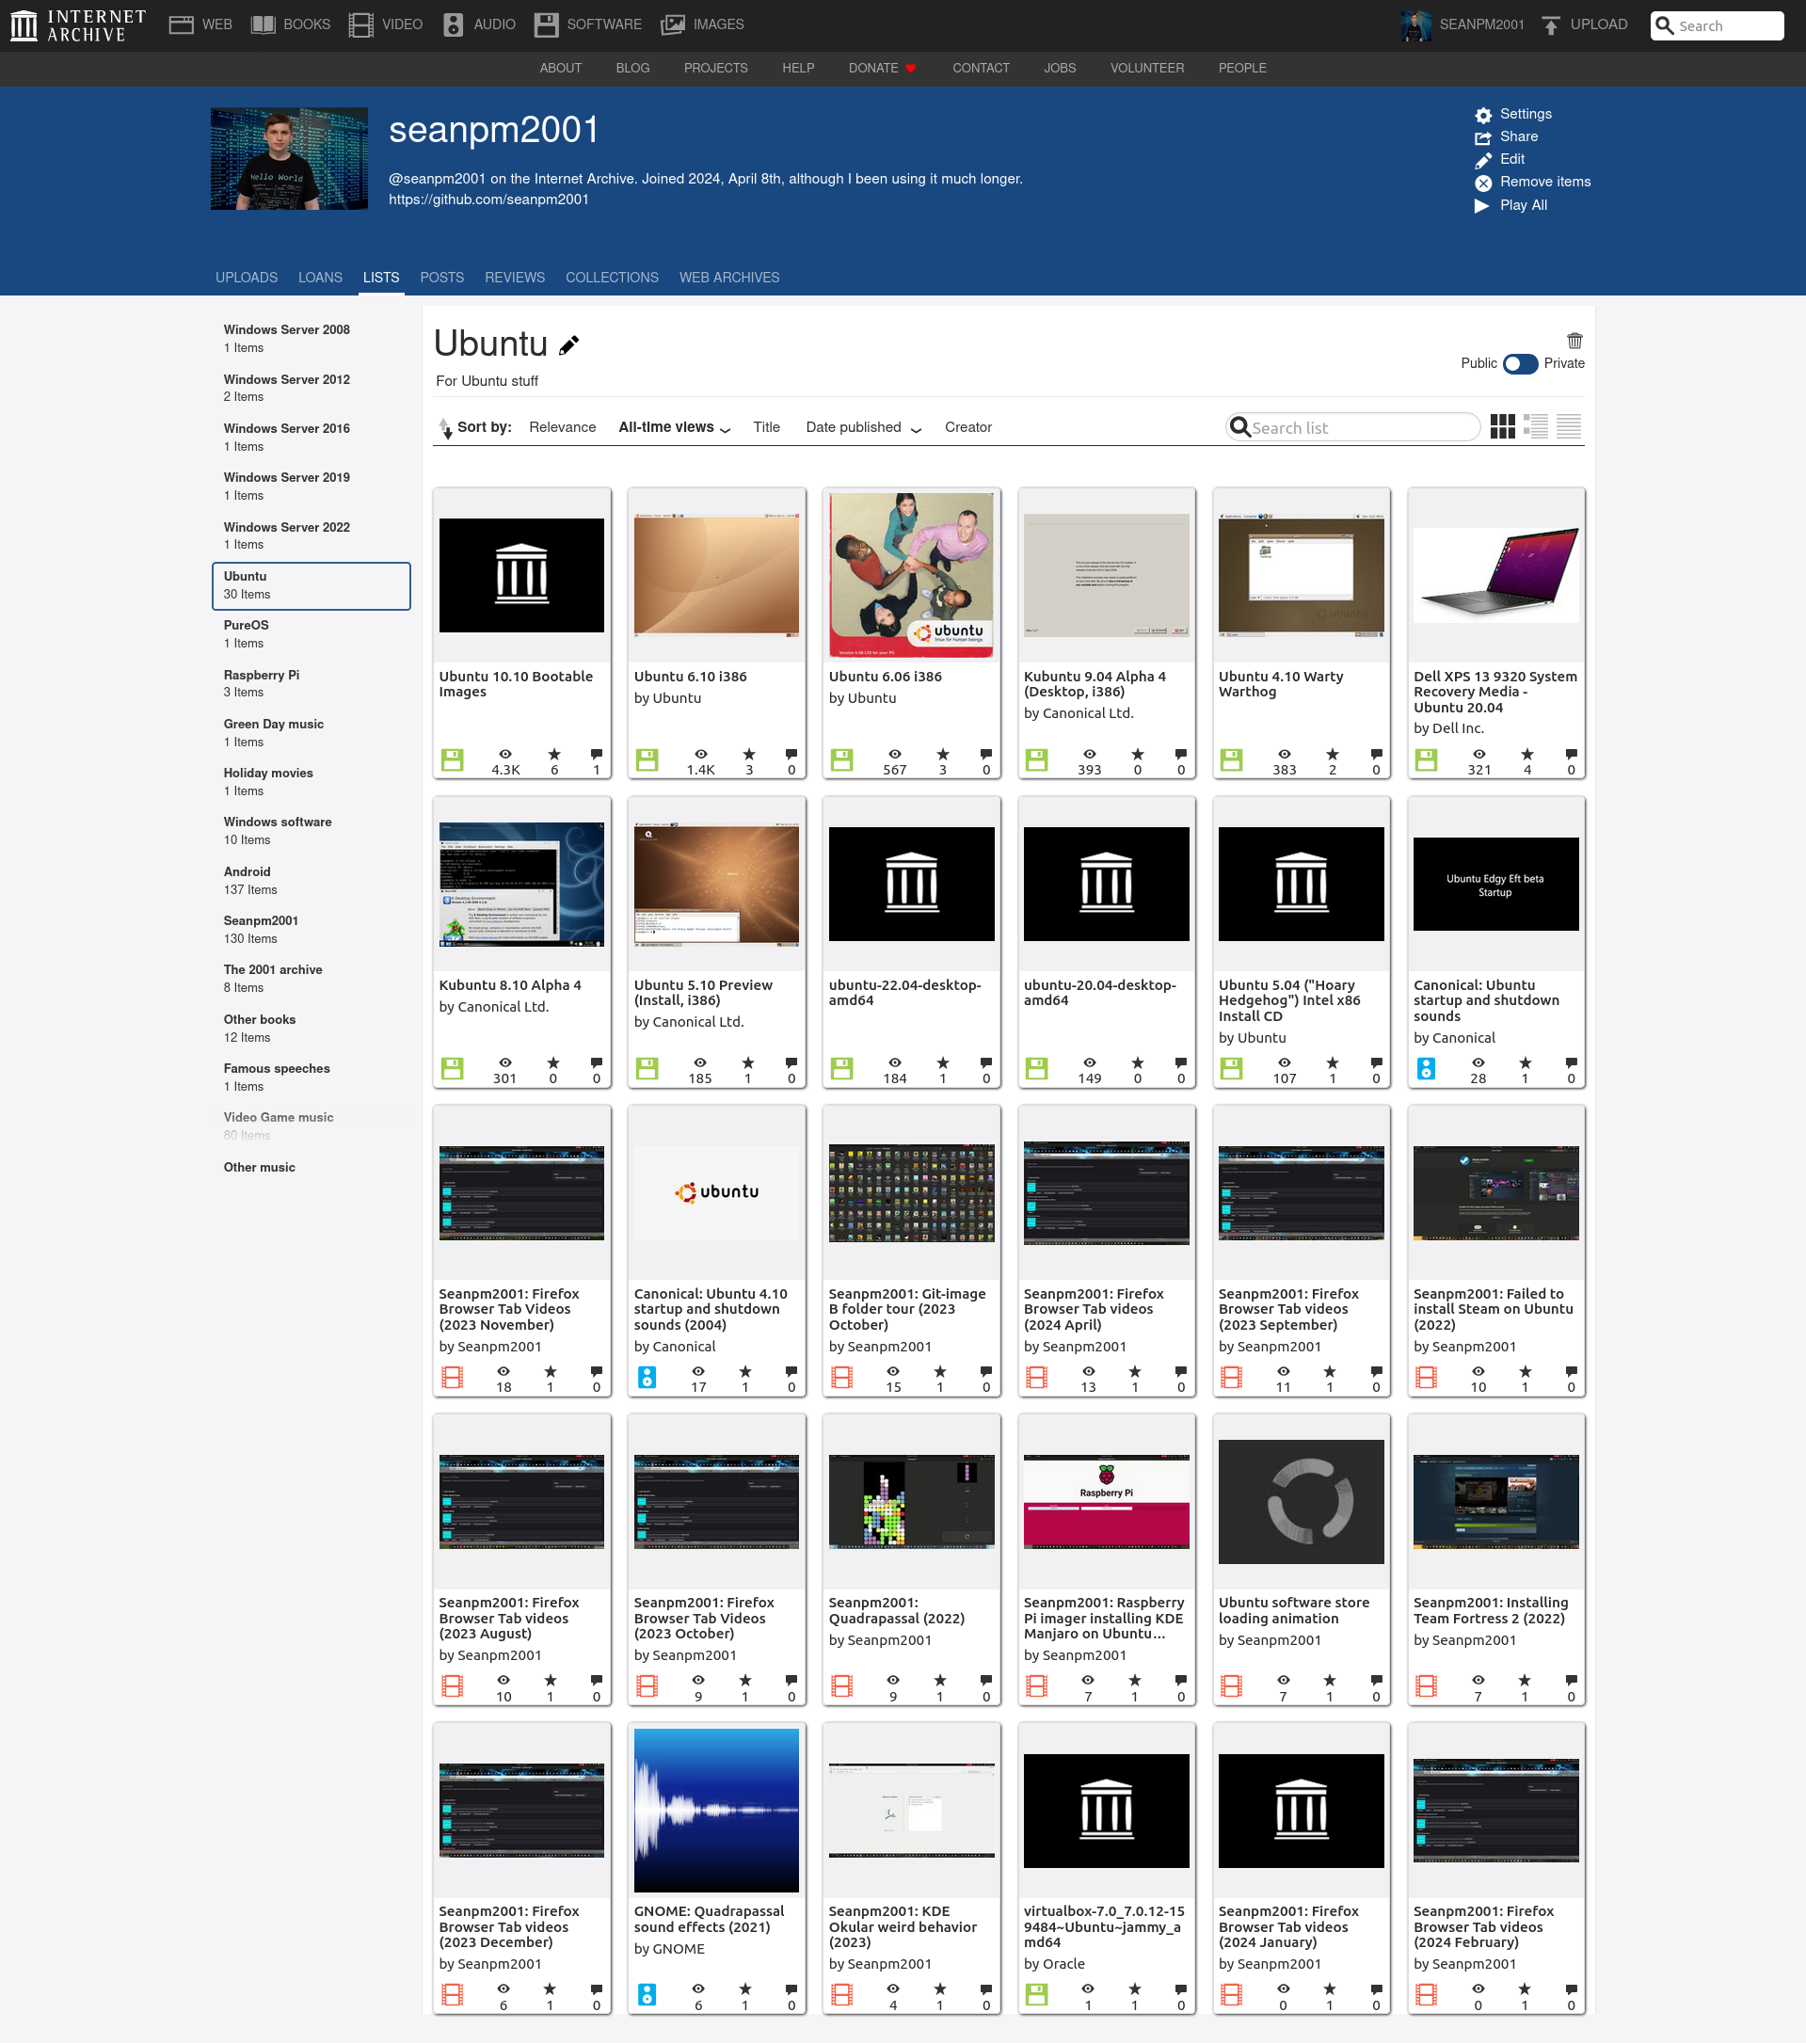 INTERNET ARCHIVE
WEB BOOKS VIDEO AUDIO SOFTWARE IMAGES
SEANPM2001 UPLOAD Search
ABOUT BLOG PROJECTS HELP DONATE CONTACT JOBS VOLUNTEER PEOPLE
Hello World
seanpm2001
@seanpm2001 on the Internet Archive. Joined 2024, April 8th, although I been using it much longer.
https://github.com/seanpm2001
Settings
Share
Edit
Remove items
Play All
UPLOADS LOANS LISTS POSTS REVIEWS COLLECTIONS WEB ARCHIVES
Windows Server 2008
1 Items
Windows Server 2012
2 Items
Windows Server 2016
1 Items
Windows Server 2019
1 Items
Windows Server 2022
1 Items
Ubuntu
30 Items
PureOS
1 Items
Raspberry Pi
3 Items
Green Day music
1 Items
Holiday movies
1 Items
Windows software
10 Items
Android
137 Items
Seanpm2001
130 Items
The 2001 archive
8 Items
Other books
12 Items
Famous speeches
1 Items
Video Game music
80 Items
Other music
Ubuntu
For Ubuntu stuff
Public Private
Sort by: Relevance All-time views Title Date published Creator
Search list
Ubuntu 10.10 Bootable
Images
4.3K 6 1
Ubuntu 6.10 i386
by Ubuntu
1.4K 3 0
ubuntu
linux for human beings
Version 6.06 LTS for your PC
Ubuntu 6.06 i386
by Ubuntu
567 3 0
Kubuntu 9.04 Alpha 4
(Desktop, i386)
by Canonical Ltd.
393 0 0
ubuntu
Ubuntu 4.10 Warty
Warthog
383 2 0
Dell XPS 13 9320 System
Recovery Media -
Ubuntu 20.04
by Dell Inc.
321 4 0
Kubuntu 8.10 Alpha 4
by Canonical Ltd.
301 0 0
Ubuntu 5.10 Preview
(Install, i386)
by Canonical Ltd.
185 1 0
ubuntu-22.04-desktop-
amd64
184 1 0
ubuntu-20.04-desktop-
amd64
149 0 0
Ubuntu 5.04 ("Hoary
Hedgehog") Intel x86
Install CD
by Ubuntu
107 1 0
Ubuntu Edgy Eft beta
Startup
Canonical: Ubuntu
startup and shutdown
sounds
by Canonical
28 1 0
Seanpm2001: Firefox
Browser Tab Videos
(2023 November)
by Seanpm2001
18 1 0
ubuntu
Canonical: Ubuntu 4.10
startup and shutdown
sounds (2004)
by Canonical
17 1 0
Seanpm2001: Git-image
B folder tour (2023
October)
by Seanpm2001
15 1 0
Seanpm2001: Firefox
Browser Tab videos
(2024 April)
by Seanpm2001
13 1 0
Seanpm2001: Firefox
Browser Tab videos
(2023 September)
by Seanpm2001
11 1 0
Seanpm2001: Failed to
install Steam on Ubuntu
(2022)
by Seanpm2001
10 1 0
Seanpm2001: Firefox
Browser Tab videos
(2023 August)
by Seanpm2001
10 1 0
Seanpm2001: Firefox
Browser Tab Videos
(2023 October)
by Seanpm2001
9 1 0
Seanpm2001:
Quadrapassal (2022)
by Seanpm2001
9 1 0
Raspberry Pi
Seanpm2001: Raspberry
Pi imager installing KDE
Manjaro on Ubuntu...
by Seanpm2001
7 1 0
Ubuntu software store
loading animation
by Seanpm2001
7 1 0
Seanpm2001: Installing
Team Fortress 2 (2022)
by Seanpm2001
7 1 0
Seanpm2001: Firefox
Browser Tab videos
(2023 December)
by Seanpm2001
6 1 0
GNOME: Quadrapassal
sound effects (2021)
by GNOME
6 1 0
Seanpm2001: KDE
Okular weird behavior
(2023)
by Seanpm2001
4 1 0
virtualbox-7.0_7.0.12-15
9484~Ubuntu~jammy_a
md64
by Oracle
1 1 0
Seanpm2001: Firefox
Browser Tab videos
(2024 January)
by Seanpm2001
0 1 0
Seanpm2001: Firefox
Browser Tab videos
(2024 February)
by Seanpm2001
0 1 0